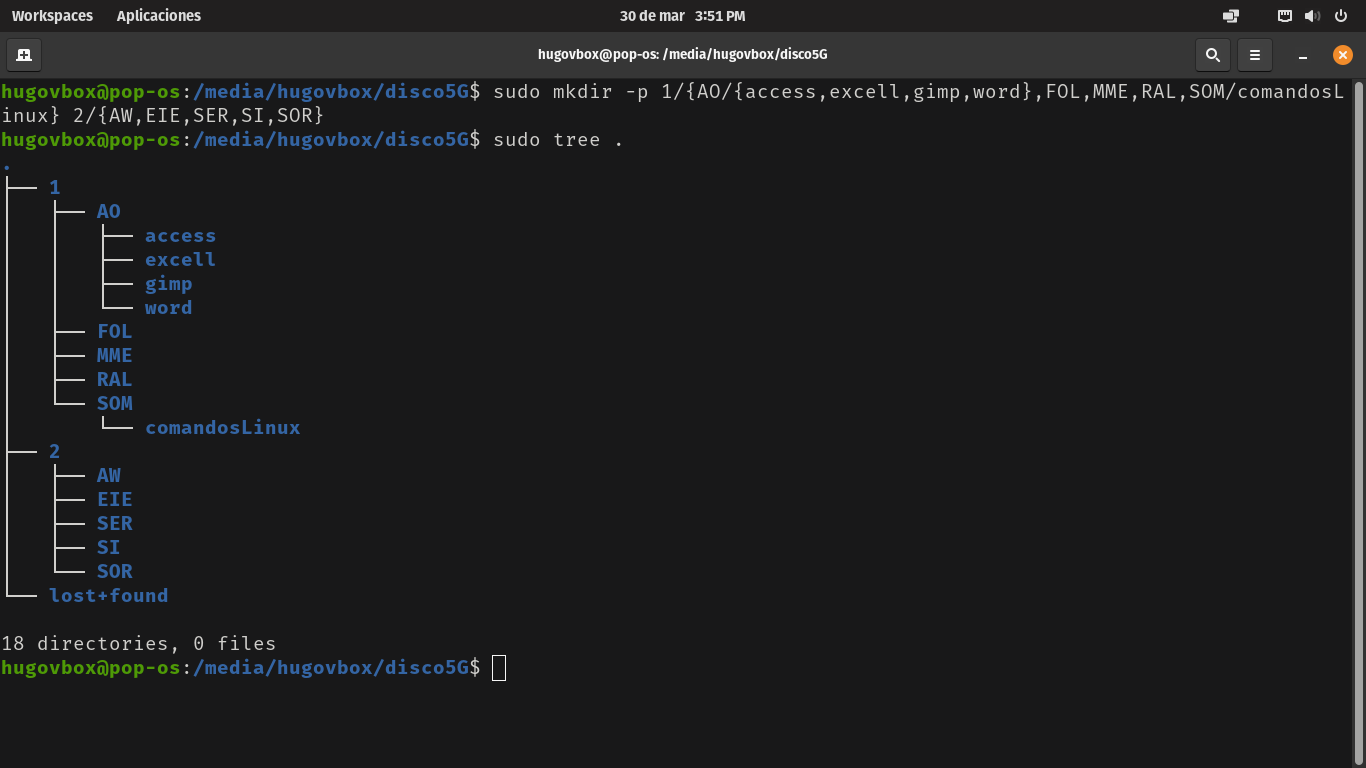 Workspaces Aplicaciones 30 de mar 3:51 PM
hugovbox@pop-os: /media/hugovbox/disco5G
hugovbox@pop-os:/media/hugovbox/disco5G$ sudo mkdir -p 1/{AO/{access,excell,gimp,word},FOL,MME,RAL,SOM/comandosL
inux} 2/{AW,EIE,SER,SI,SOR}
hugovbox@pop-os:/media/hugovbox/disco5G$ sudo tree .
.
├── 1
│   ├── AO
│   │   ├── access
│   │   ├── excell
│   │   ├── gimp
│   │   └── word
│   ├── FOL
│   ├── MME
│   ├── RAL
│   └── SOM
│       └── comandosLinux
├── 2
│   ├── AW
│   ├── EIE
│   ├── SER
│   ├── SI
│   └── SOR
└── lost+found
18 directories, 0 files
hugovbox@pop-os:/media/hugovbox/disco5G$